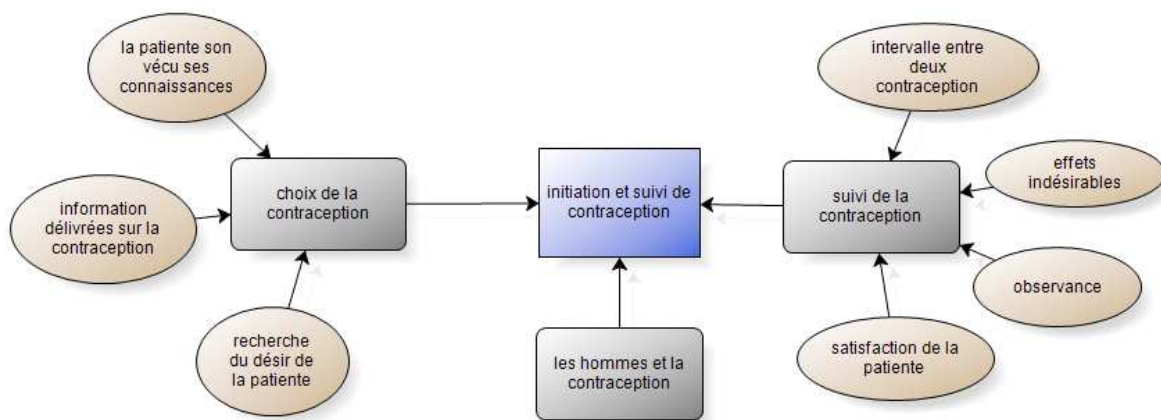 la patiente son
vécu ses
connaissances
information
délivrées sur la
contraception
recherche
du désir de
la patiente
choix de la
contraception
initiation et suivi de
contraception
les hommes et la
contraception
suivi de la
contraception
intervalle entre
deux
contraception
effets
indésirables
observance
satisfaction de la
patiente